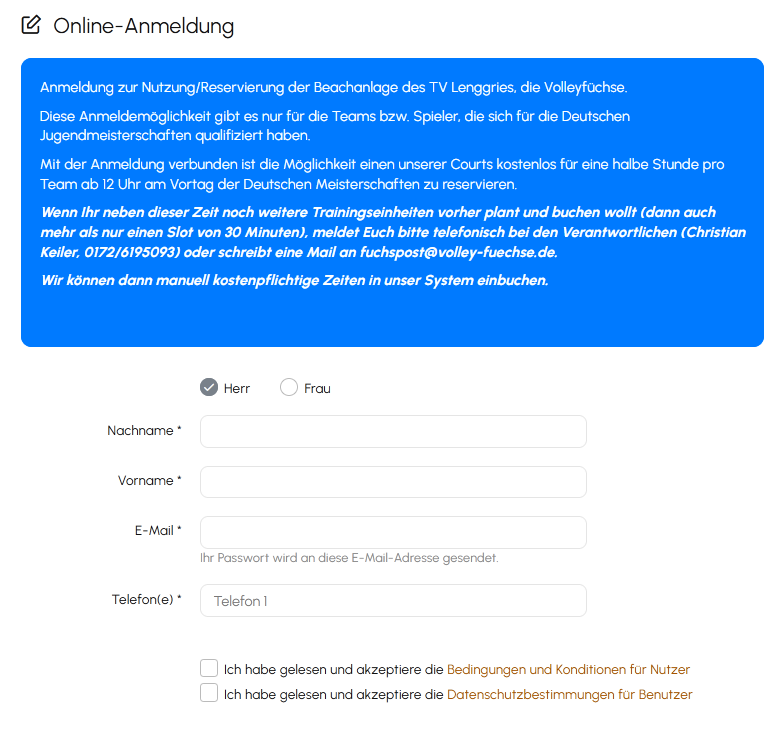 Online-Anmeldung
Anmeldung zur Nutzung/Reservierung der Beachanlage des TV Lenggries, die Volleyfüchse.
Diese Anmeldemöglichkeit gibt es nur für die Teams bzw. Spieler, die sich für die Deutschen
Jugendmeisterschaften qualifiziert haben.
Mit der Anmeldung verbunden ist die Möglichkeit einen unserer Courts kostenlos für eine halbe Stunde pro
Team ab 12 Uhr am Vortag der Deutschen Meisterschaften zu reservieren.
Wenn Ihr neben dieser Zeit noch weitere Trainingseinheiten vorher plant und buchen wollt (dann auch
mehr als nur einen Slot von 30 Minuten), meldet Euch bitte telefonisch bei den Verantwortlichen (Christian
Keiler, 0172/6195093) oder schreibt eine Mail an fuchspost@volley-fuechse.de.
Wir können dann manuell kostenpflichtige Zeiten in unser System einbuchen.
Herr Frau
Nachname *
Vorname *
E-Mail *
Ihr Passwort wird an diese E-Mail-Adresse gesendet.
Telefon(e) * Telefon 1
Ich habe gelesen und akzeptiere die Bedingungen und Konditionen für Nutzer
Ich habe gelesen und akzeptiere die Datenschutzbestimmungen für Benutzer